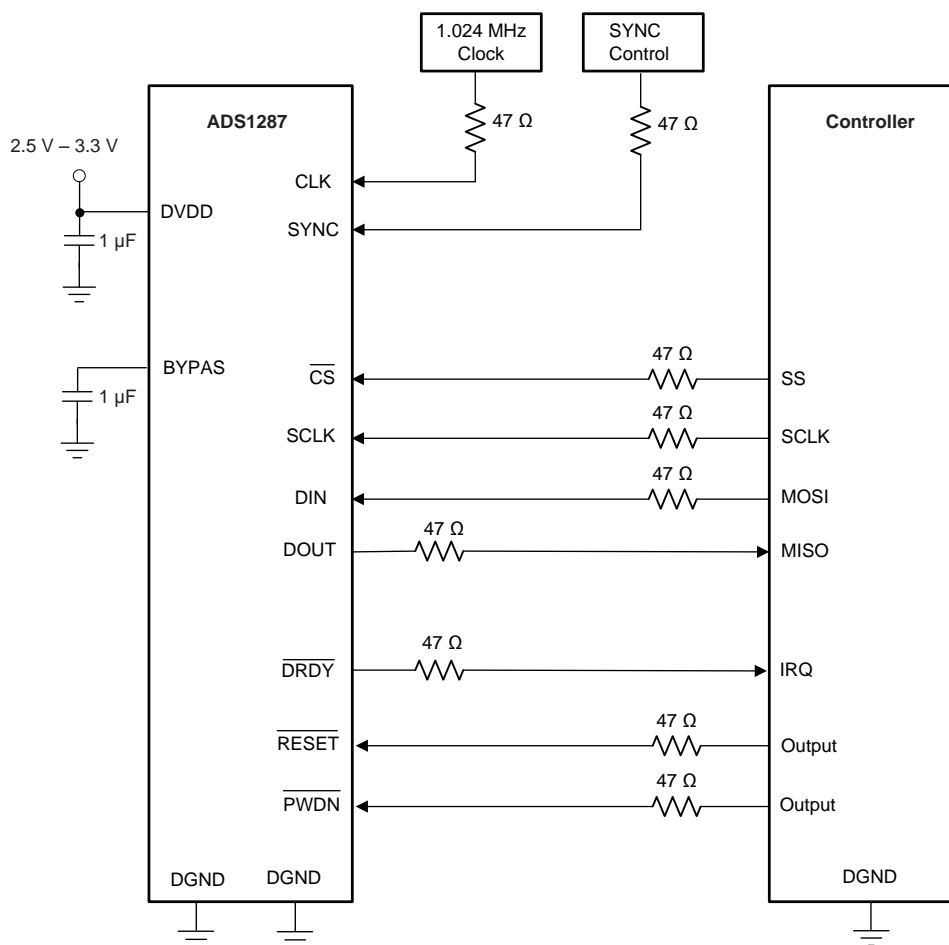 1.024 MHz
Clock
SYNC
Control
47 Ω
47 Ω
ADS1287
Controller
2.5 V – 3.3 V
CLK
DVDD
SYNC
1 µF
BYPAS
1 µF
CS
47 Ω
SS
SCLK
47 Ω
SCLK
DIN
47 Ω
MOSI
DOUT
47 Ω
MISO
DRDY
47 Ω
IRQ
RESET
47 Ω
Output
PWDN
47 Ω
Output
DGND
DGND
DGND